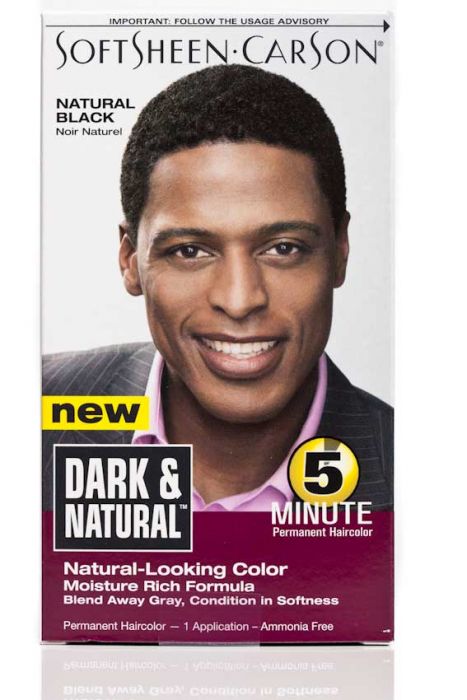 IMPORTANT: FOLLOW THE USAGE ADVISORY
SOFTSHEEN·CARSON®
NATURAL
BLACK
Noir Naturel
new
DARK &
NATURAL™
5
MINUTE
Permanent Haircolor
Natural-Looking Color
Moisture Rich Formula
Blend Away Gray, Condition in Softness
Permanent Haircolor — 1 Application – Ammonia Free